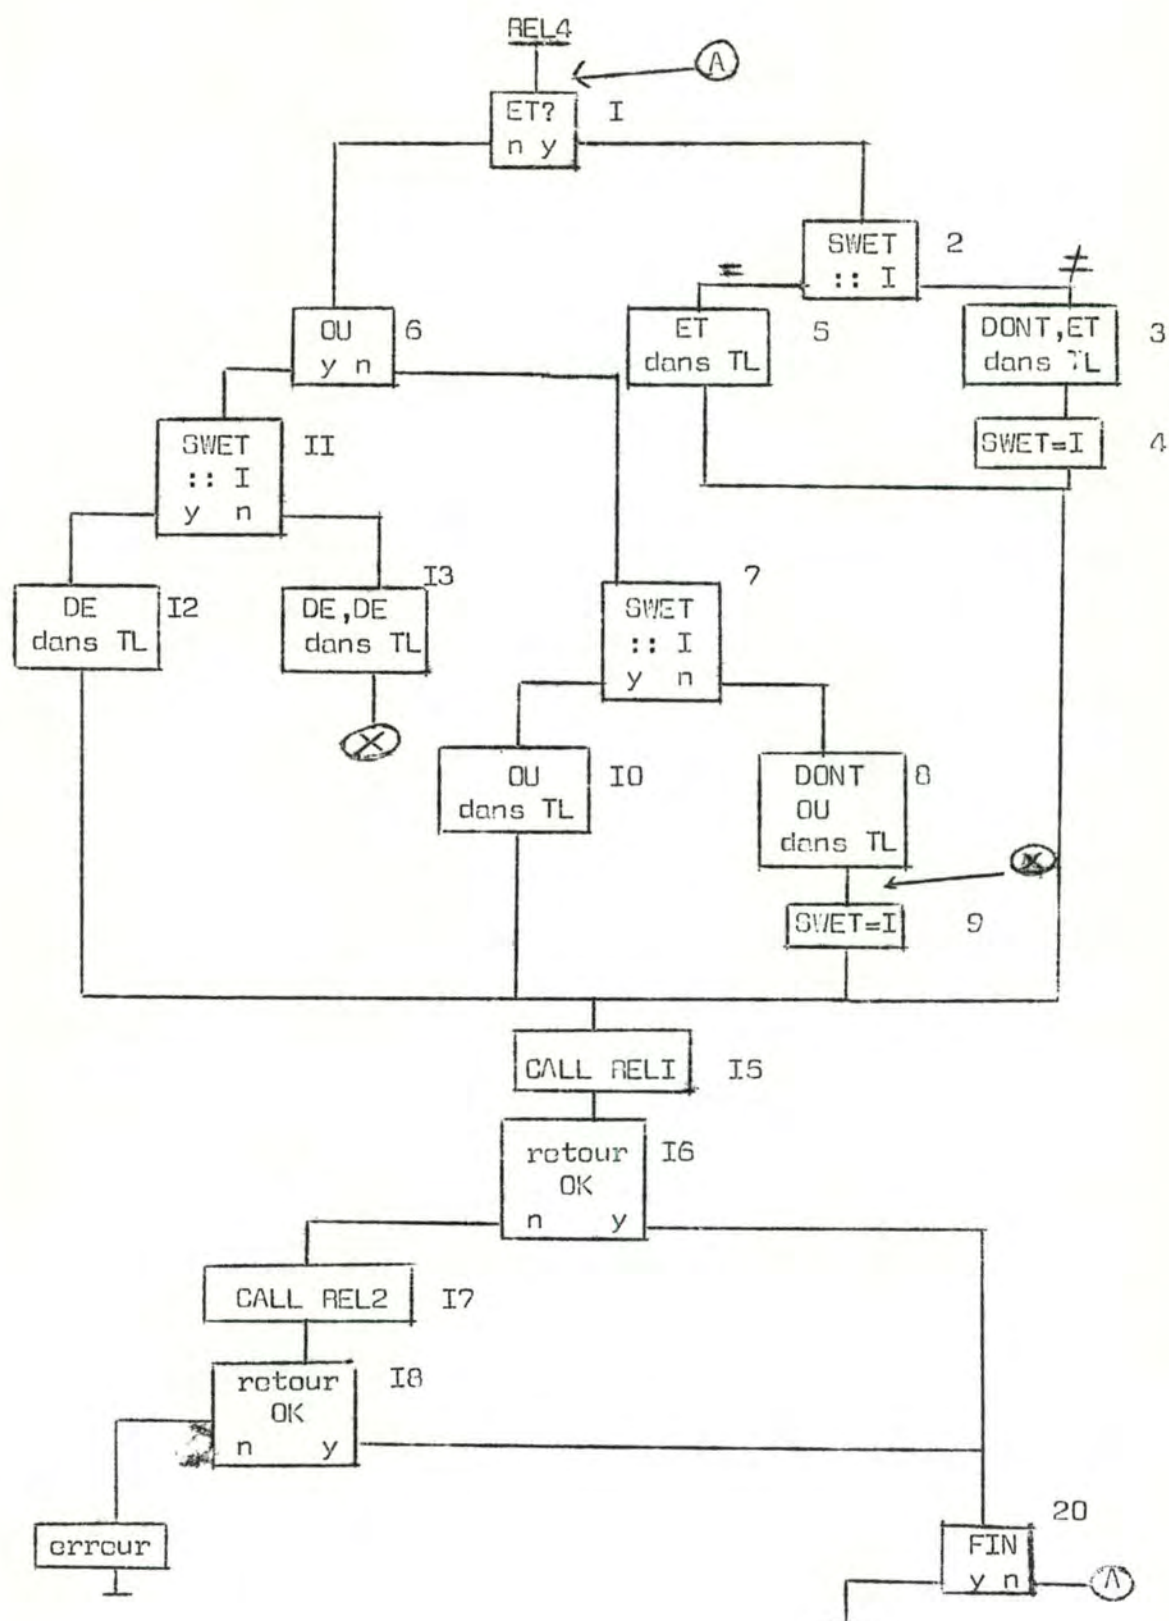 REL4
A
ET?
I
n y
SWET
2
:: I
=
≠
OU
6
y n
ET
5
dans TL
DONT,ET
3
dans TL
SWET=I
4
SWET
II
:: I
y n
DE
I2
dans TL
DE,DE
I3
dans TL
X
SWET
7
:: I
y n
OU
I0
dans TL
DONT
8
OU
dans TL
X
SWET=I
9
CALL RELI
I5
retour
I6
OK
n y
CALL REL2
I7
retour
I8
OK
n y
erreur
20
FIN
y n
A